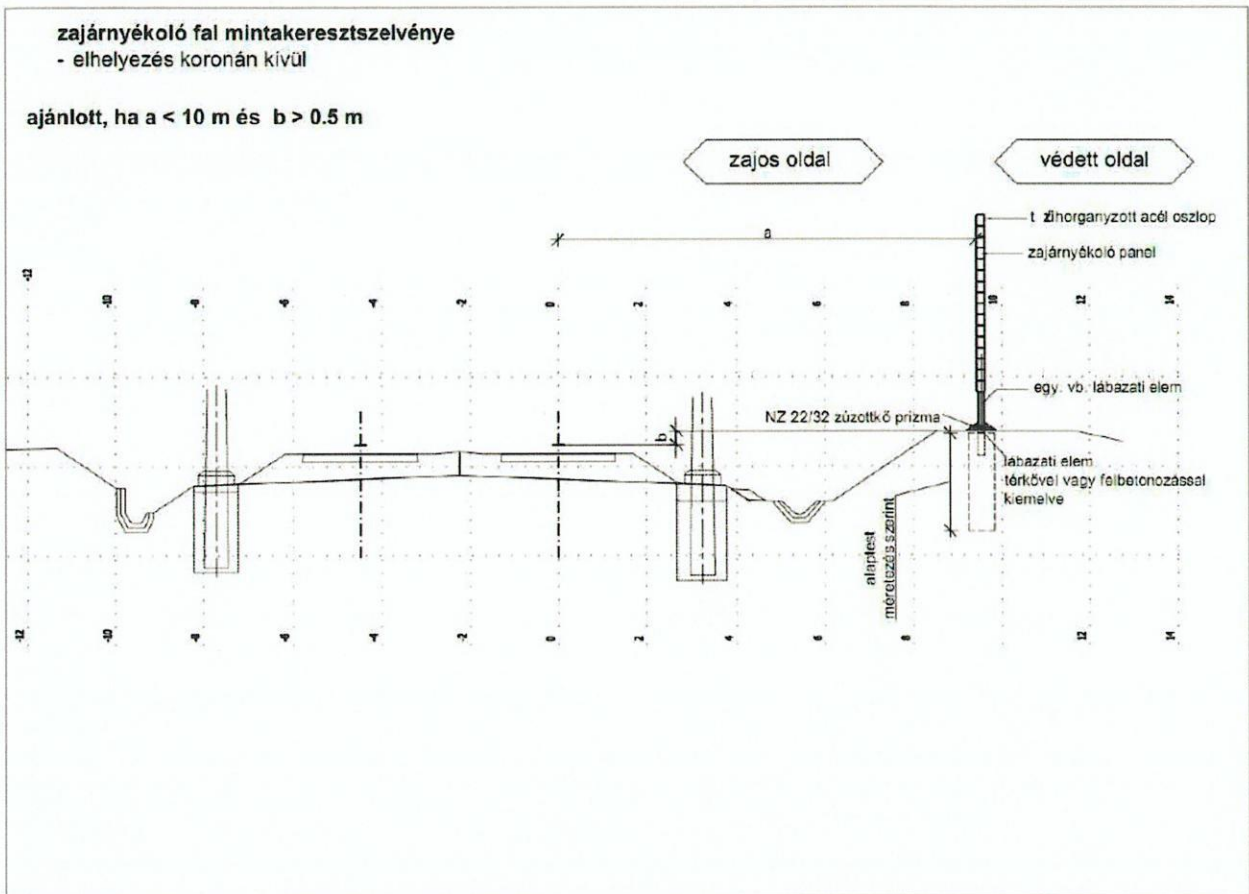 zajárnyékoló fal mintakeresztszelvénye
- elhelyezés koronán kívül
ajánlott, ha a < 10 m és b > 0.5 m
zajos oldal
védett oldal
t zihorganyzott acél oszlop
a
zajárnyékoló panel
-12 -10 -8 -6 -4 -2 0 2 4 6 8 10 12 14
egy. vb. lábazati elem
NZ 22/32 zúzottkő prizma
b
lábazati elem
térkővel vagy felbetonozással
kiemelve
alaptest
méretezés szerint
-12 -10 -8 -6 -4 -2 0 2 4 6 8 12 14